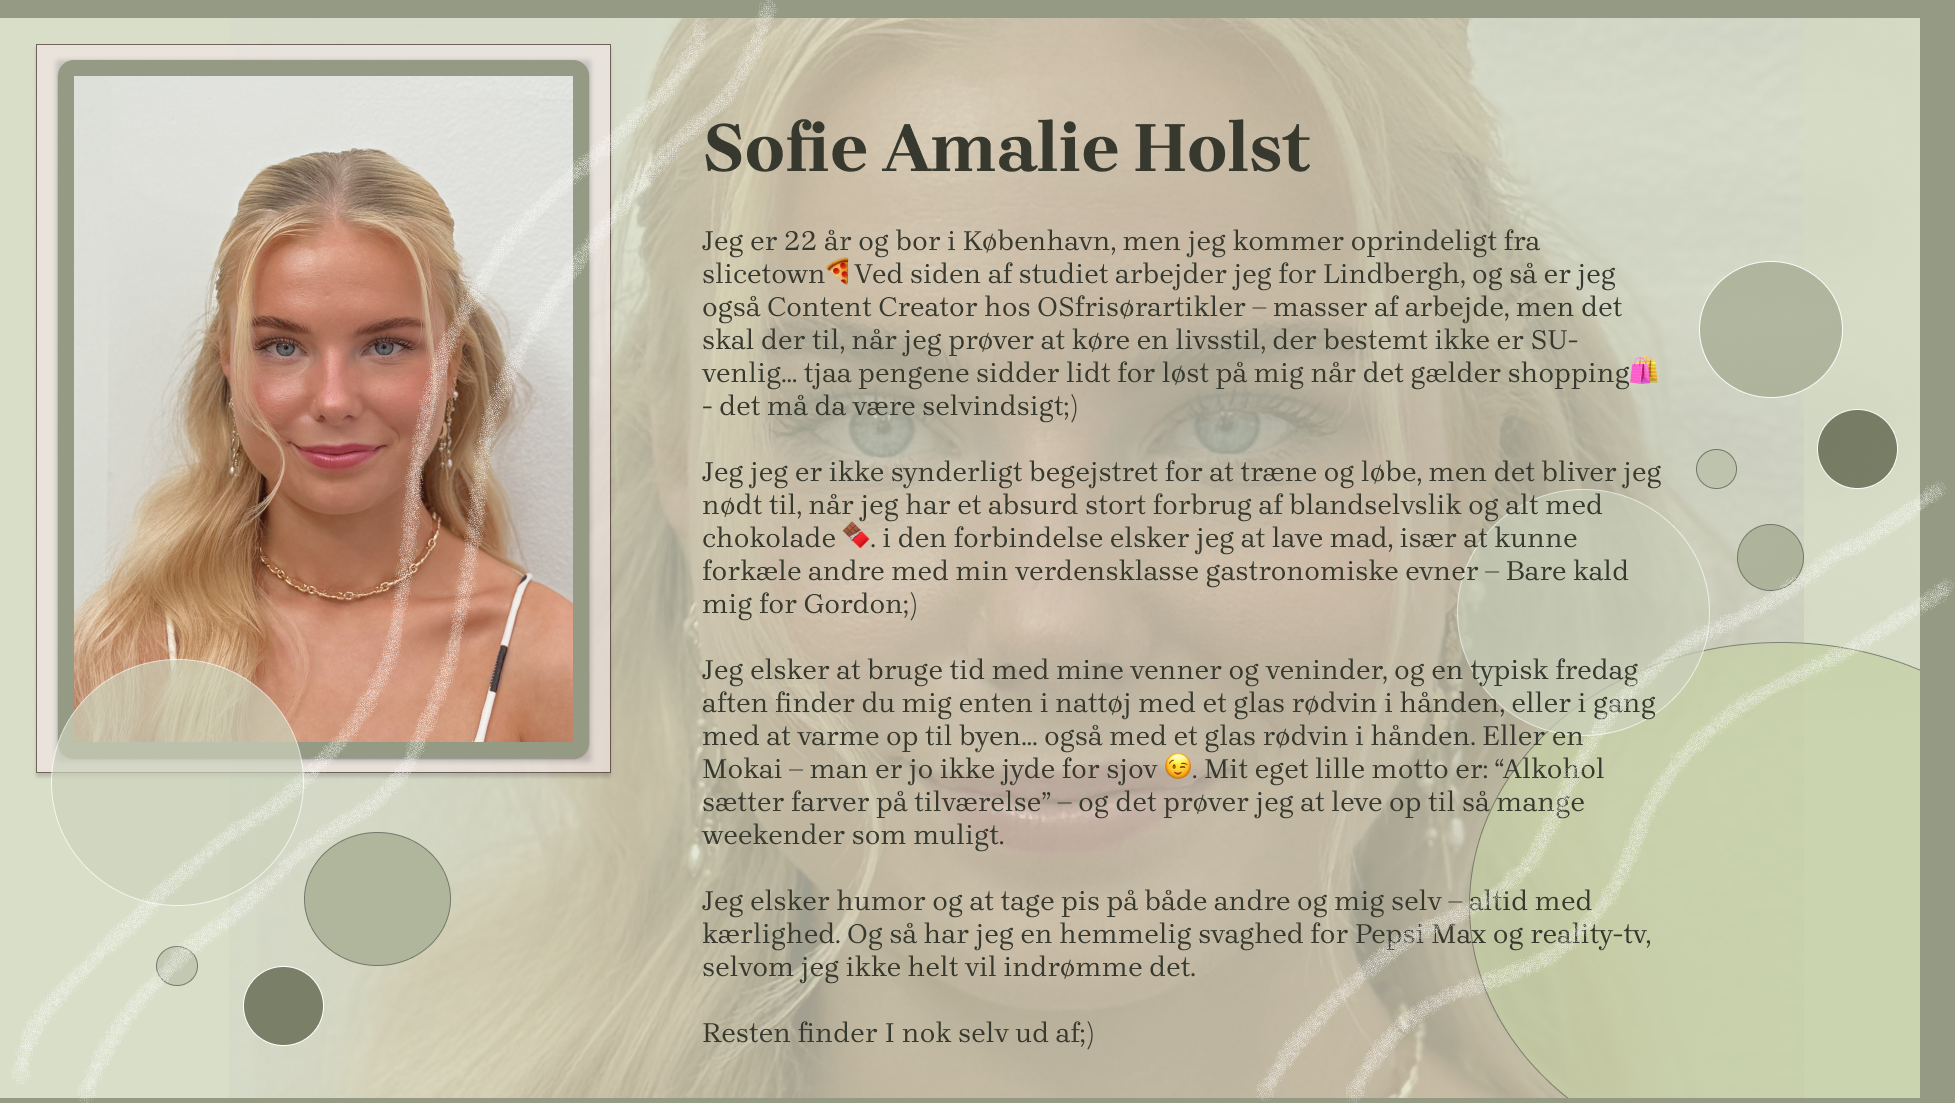 Sofie Amalie Holst
Jeg er 22 år og bor i København, men jeg kommer oprindeligt fra
slicetown🍕Ved siden af studiet arbejder jeg for Lindbergh, og så er jeg
også Content Creator hos OSfrisørartikler – masser af arbejde, men det
skal der til, når jeg prøver at køre en livsstil, der bestemt ikke er SU-
venlig... tjaa pengene sidder lidt for løst på mig når det gælder shopping🛍️
- det må da være selvindsigt;)
Jeg jeg er ikke synderligt begejstret for at træne og løbe, men det bliver jeg
nødt til, når jeg har et absurd stort forbrug af blandselvslik og alt med
chokolade 🍫. i den forbindelse elsker jeg at lave mad, især at kunne
forkæle andre med min verdensklasse gastronomiske evner – Bare kald
mig for Gordon;)
Jeg elsker at bruge tid med mine venner og veninder, og en typisk fredag
aften finder du mig enten i nattøj med et glas rødvin i hånden, eller i gang
med at varme op til byen... også med et glas rødvin i hånden. Eller en
Mokai – man er jo ikke jyde for sjov 😉. Mit eget lille motto er: “Alkohol
sætter farver på tilværelse” – og det prøver jeg at leve op til så mange
weekender som muligt.
Jeg elsker humor og at tage pis på både andre og mig selv – altid med
kærlighed. Og så har jeg en hemmelig svaghed for Pepsi Max og reality-tv,
selvom jeg ikke helt vil indrømme det.
Resten finder I nok selv ud af;)